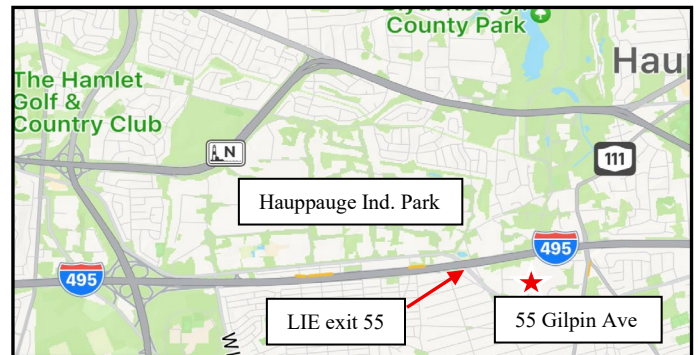 County Park
Hau
The Hamlet
Golf &
Country Club
N
111
Hauppauge Ind. Park
495
495
LIE exit 55
55 Gilpin Ave
W